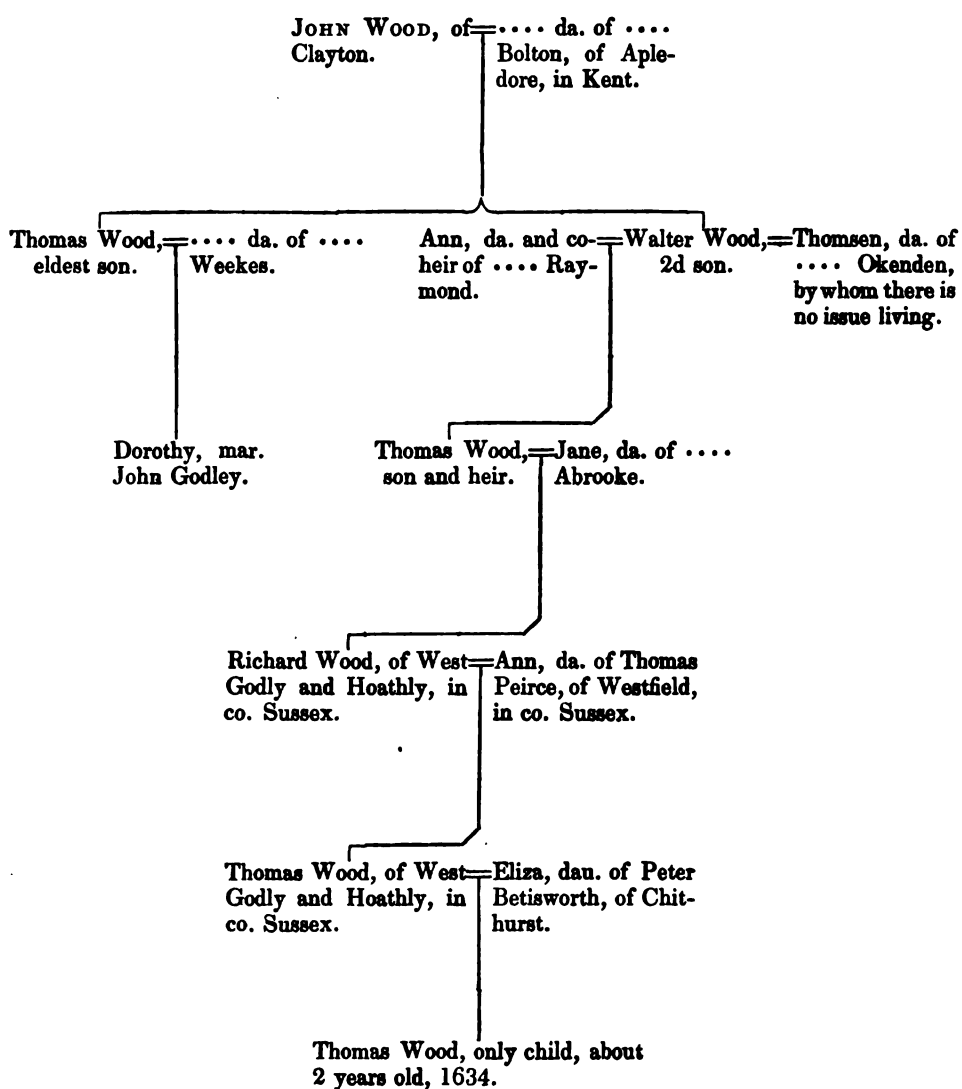 JOHN WOOD, of
Clayton.
···· da. of ····
Bolton, of Aple-
dore, in Kent.
Thomas Wood,
eldest son.
···· da. of ····
Weekes.
Ann, da. and co-
heir of ···· Ray-
mond.
Walter Wood,
2d son.
Thomsen, da. of
···· Okenden,
by whom there is
no issue living.
Dorothy, mar.
John Godley.
Thomas Wood,
son and heir.
Jane, da. of ····
Abrooke.
Richard Wood, of West
Godly and Hoathly, in
co. Sussex.
Ann, da. of Thomas
Peirce, of Westfield,
in co. Sussex.
Thomas Wood, of West
Godly and Hoathly, in
co. Sussex.
Eliza, dau. of Peter
Betisworth, of Chit-
hurst.
Thomas Wood, only child, about
2 years old, 1634.